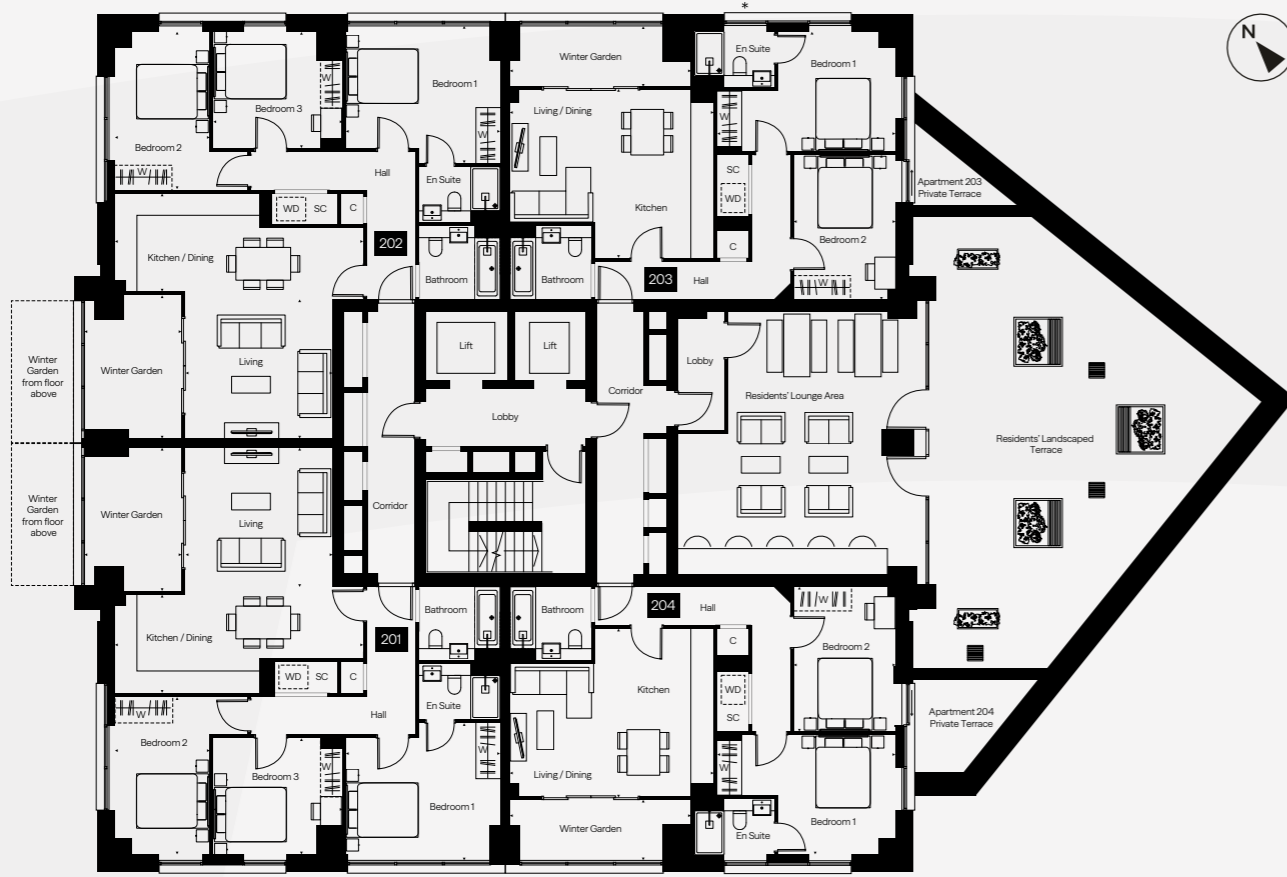 *
N
En Suite
Winter Garden
Bedroom 1
Bedroom 1
W
Bedroom 3
Living / Dining
W
Bedroom 2
W
W
Hall
En Suite
SC
WD
Apartment 203
Private Terrace
WD
SC
C
Kitchen
Bedroom 2
202
C
Kitchen / Dining
Bathroom
Bathroom
203
Hall
W
Winter
Garden
from floor
above
Winter Garden
Living
Lift
Lift
Lobby
Corridor
Residents' Lounge Area
Lobby
Residents' Landscaped
Terrace
Winter
Garden
from floor
above
Winter Garden
Living
Corridor
W
Bathroom
Bathroom
204
Hall
Kitchen / Dining
201
C
Bedroom 2
WD
SC
C
Kitchen
WD
En Suite
W
Hall
SC
Apartment 204
Private Terrace
Bedroom 2
W
W
W
Bedroom 3
Living / Dining
Bedroom 1
Winter Garden
Bedroom 1
En Suite